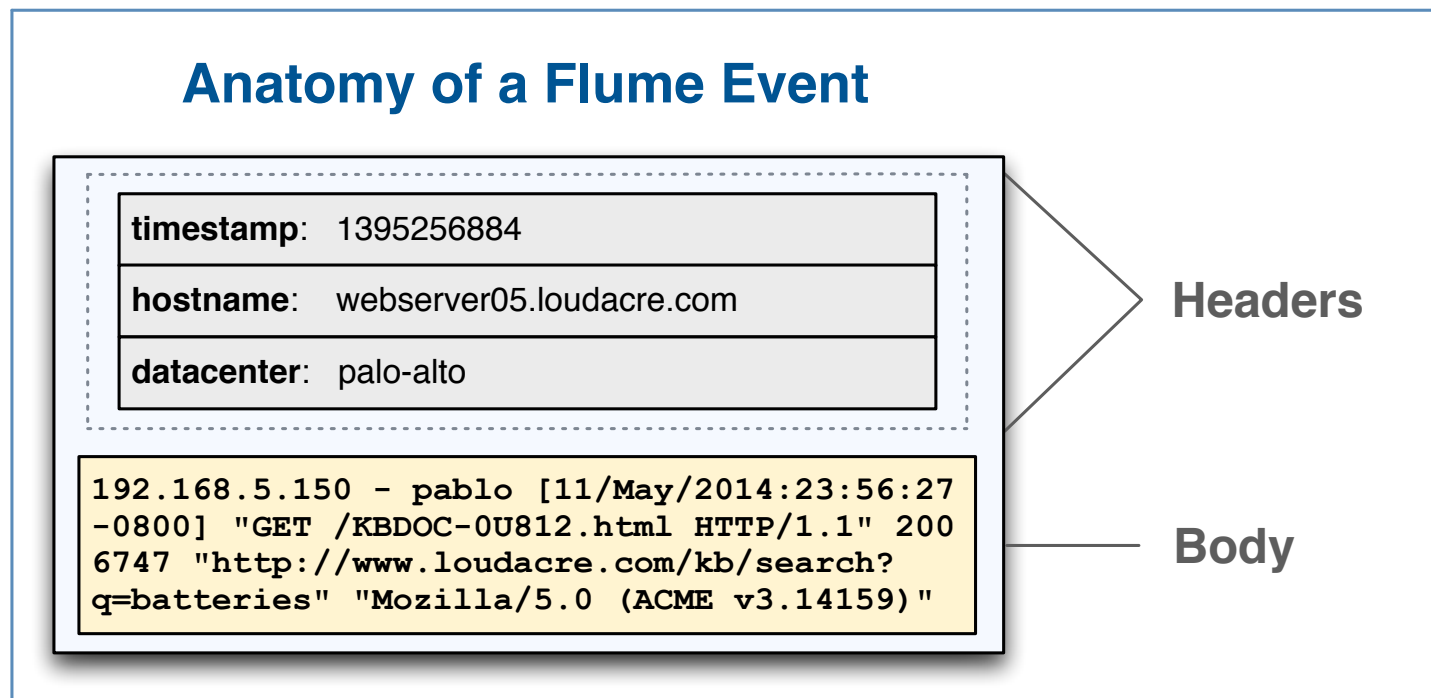 Anatomy of a Flume Event
timestamp: 1395256884
hostname: webserver05.loudacre.com
datacenter: palo-alto
Headers
192.168.5.150 - pablo [11/May/2014:23:56:27
-0800] "GET /KBDOC-0U812.html HTTP/1.1" 200
6747 "http://www.loudacre.com/kb/search?
q=batteries" "Mozilla/5.0 (ACME v3.14159)"
Body